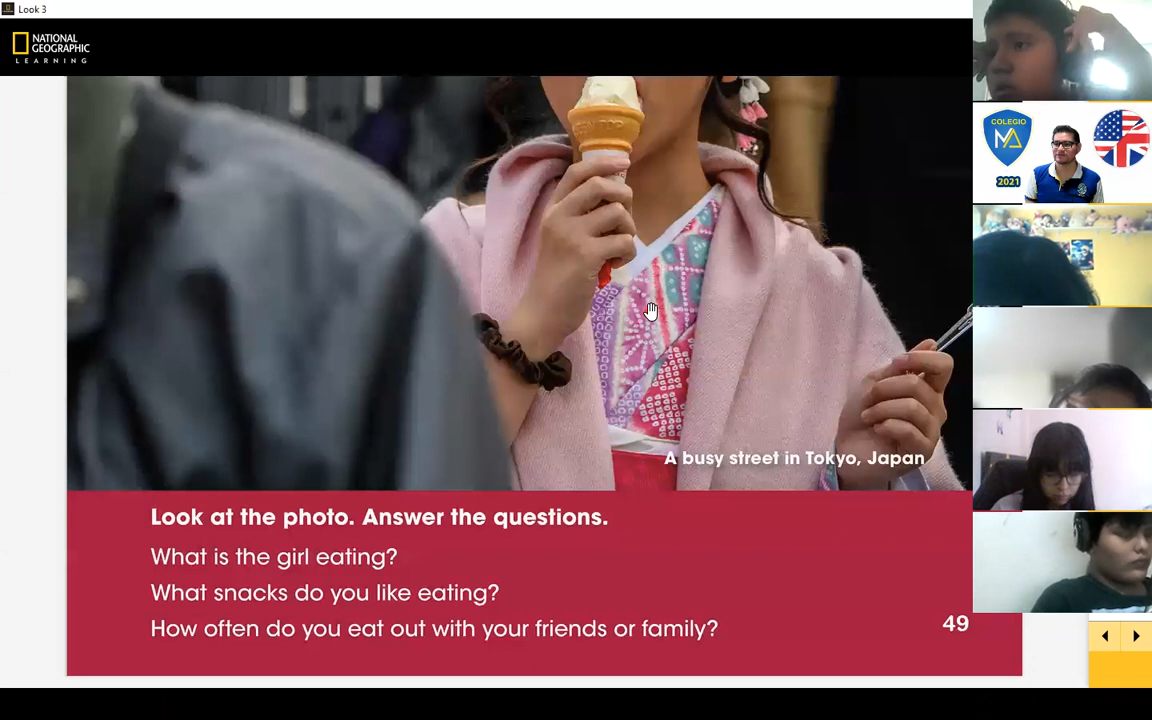 Look 3
NATIONAL
GEOGRAPHIC
LEARNING
COLEGIO
MA
2021
A busy street in Tokyo, Japan
Look at the photo. Answer the questions.
What is the girl eating?
What snacks do you like eating?
How often do you eat out with your friends or family?
49